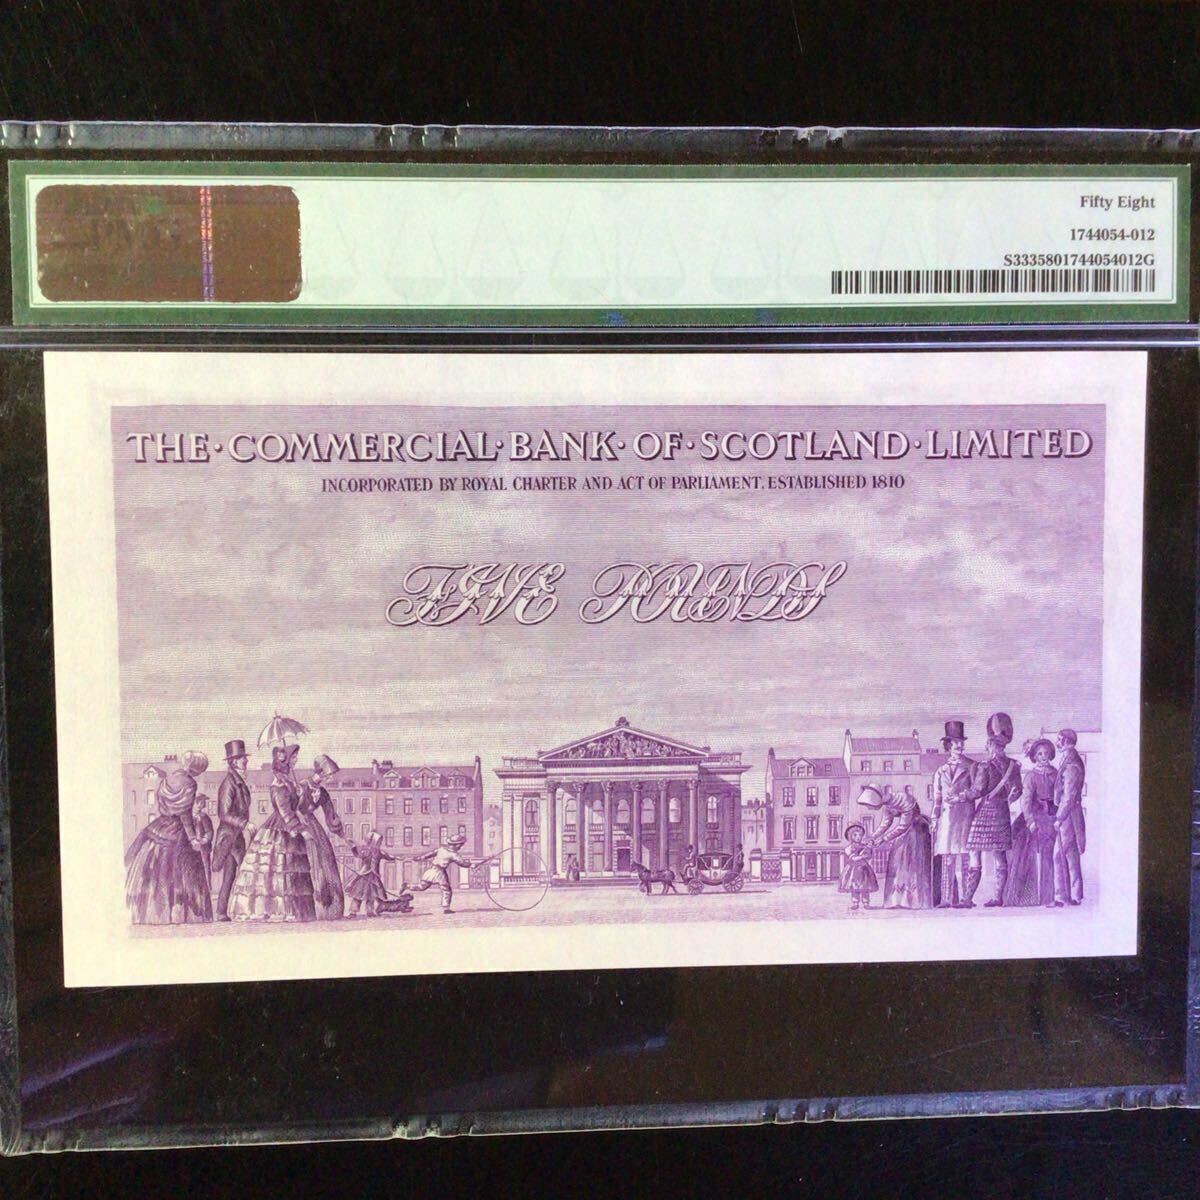 Fifty Eight
1744054-012
S3335801744054012G
THE·COMMERCIAL·BANK·OF·SCOTLAND·LIMITED
INCORPORATED BY ROYAL CHARTER AND ACT OF PARLIAMENT. ESTABLISHED 1810
FIVE POUNDS